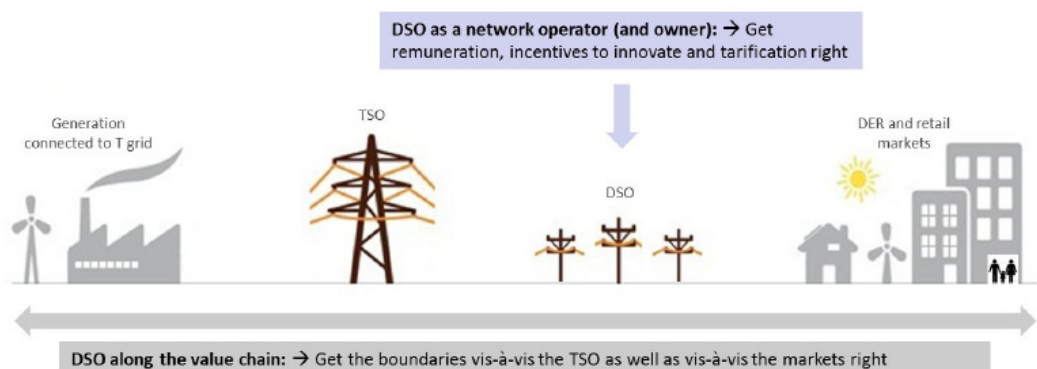 DSO as a network operator (and owner): → Get
remuneration, incentives to innovate and tarification right
Generation
connected to T grid
TSO
DSO
DER and retail
markets
DSO along the value chain: → Get the boundaries vis-à-vis the TSO as well as vis-à-vis the markets right